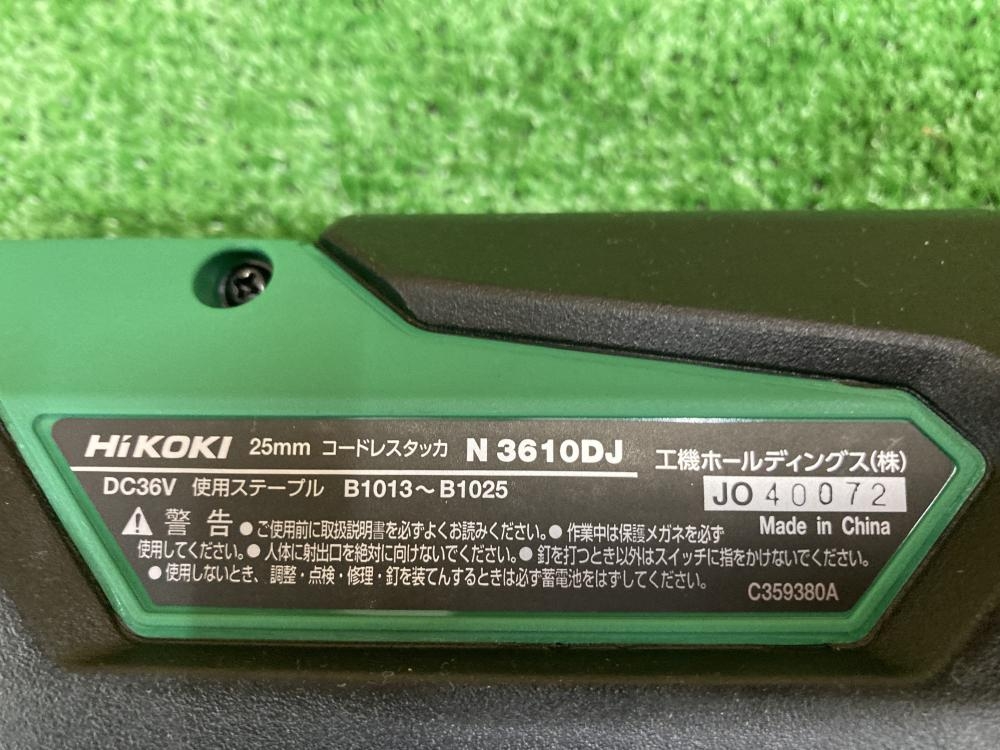 HiKOKI 25mm コードレスタッカ N 3610DJ 工機ホールディングス(株)
DC36V 使用ステープル B1013～B1025 JO 40072
⚠警告 ●ご使用前に取扱説明書を必ずよくお読みください。●作業中は保護メガネを必ず Made in China
使用してください。●人体に射出口を絶対に向けないでください。●釘を打つとき以外はスイッチに指をかけないでください。
●使用しないとき、調整・点検・修理・釘を装てんするときは必ず蓄電池をはずしてください。 C359380A